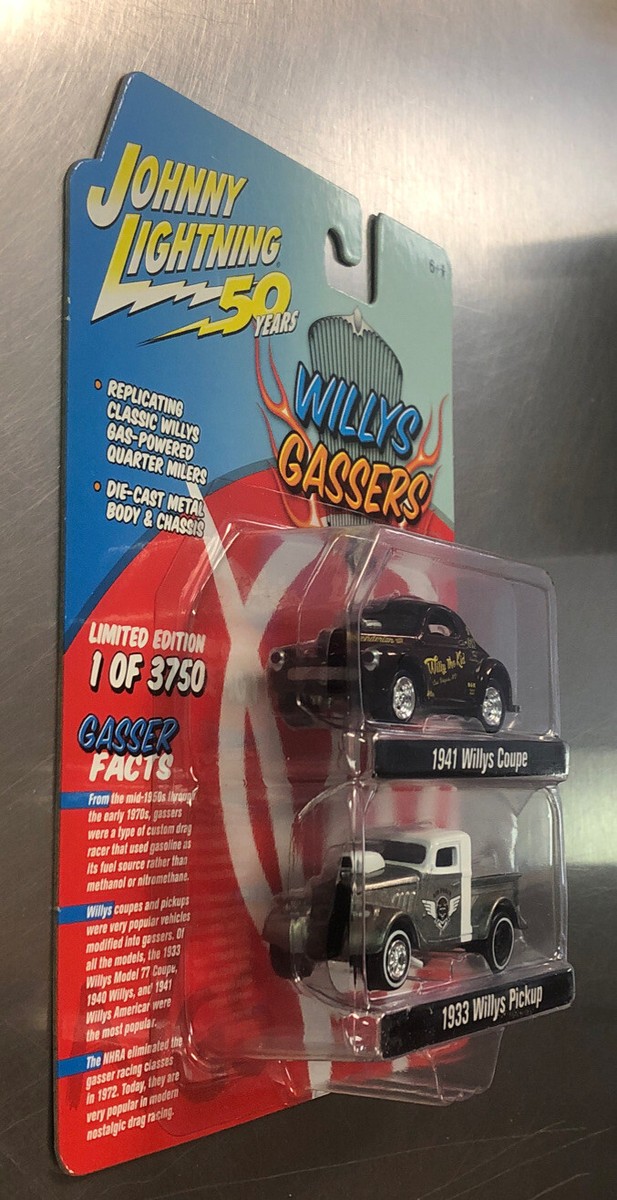 JOHNNY
LIGHTNING
50
YEARS
WILLYS
GASSERS
• REPLICATING
CLASSIC WILLYS
GAS-POWERED
QUARTER MILERS
• DIE-CAST METAL
BODY & CHASSIS
LIMITED EDITION
1 OF 3750
GASSER
FACTS
From the mid-1950s through
the early 1970s, gassers
were a type of custom drag
racer that used gasoline as
its fuel source rather than
methanol or nitromethane.
Willys coupes and pickups
were very popular vehicles
modified into gassers. Of
all the models, the 1933
Willys Model 77 Coupe,
1940 Willys, and 1941
Willys Americar were
the most popular.
The NHRA eliminated the
gasser racing classes
in 1972. Today, they are
very popular in modern
nostalgic drag racing.
Willy the Kid
1941 Willys Coupe
1933 Willys Pickup